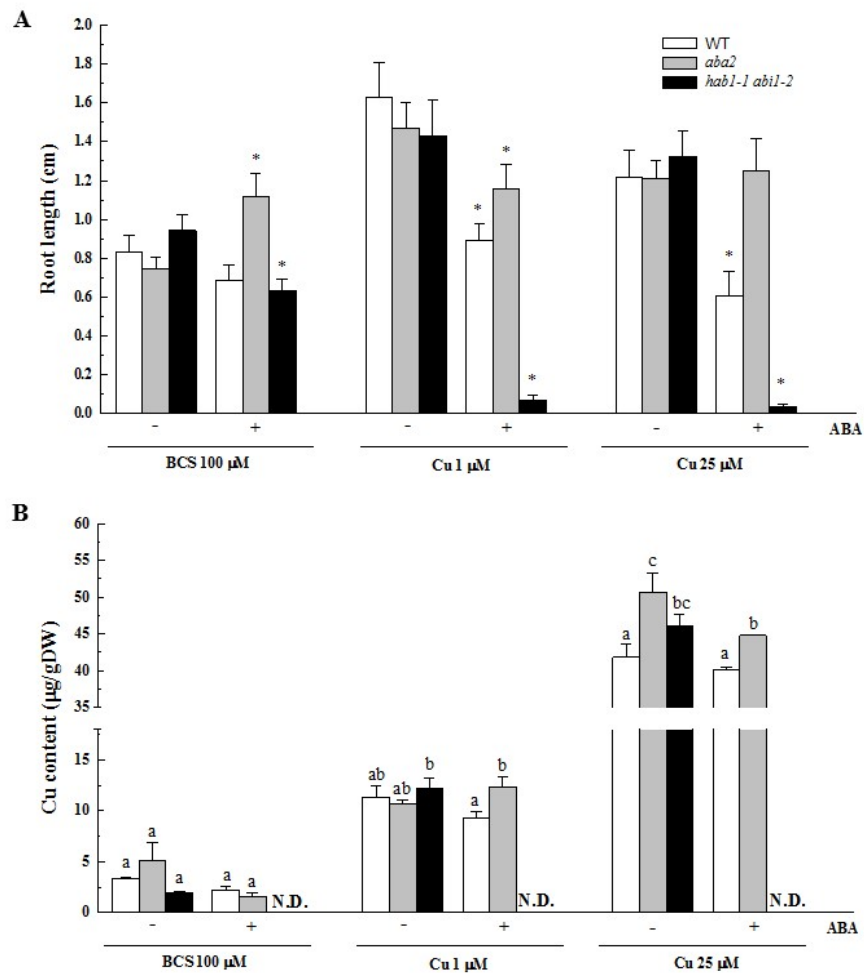 A
2.0
1.8
1.6
1.4
1.2
1.0
0.8
0.6
0.4
0.2
0.0
Root length (cm)
WT
aba2
hab1-1 abi1-2
* * * * * * *
- + - + - + ABA
BCS 100 µM Cu 1 µM Cu 25 µM
B
60
55
50
45
40
35
15
10
5
0
Cu content (µg/gDW)
a a a a a N.D.
ab ab b a b N.D.
a c bc a b N.D.
- + - + - + ABA
BCS 100 µM Cu 1 µM Cu 25 µM